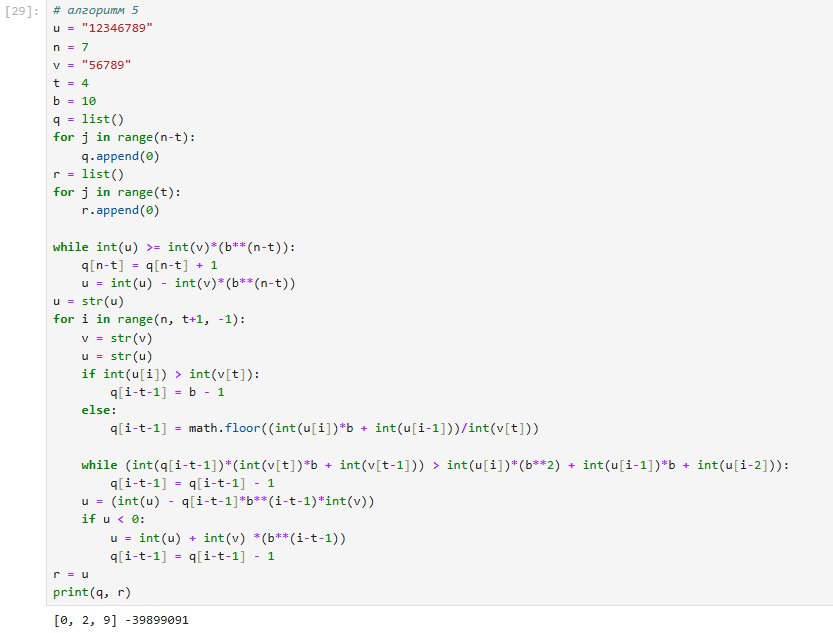 [29]:
# алгоритм 5
u = "12346789"
n = 7
v = "56789"
t = 4
b = 10
q = list()
for j in range(n-t):
    q.append(0)
r = list()
for j in range(t):
    r.append(0)

while int(u) >= int(v)*(b**(n-t)):
    q[n-t] = q[n-t] + 1
    u = int(u) - int(v)*(b**(n-t))
u = str(u)
for i in range(n, t+1, -1):
    v = str(v)
    u = str(u)
    if int(u[i]) > int(v[t]):
        q[i-t-1] = b - 1
    else:
        q[i-t-1] = math.floor((int(u[i])*b + int(u[i-1]))/int(v[t]))

    while (int(q[i-t-1])*(int(v[t])*b + int(v[t-1])) > int(u[i])*(b**2) + int(u[i-1])*b + int(u[i-2])):
        q[i-t-1] = q[i-t-1] - 1
    u = (int(u) - q[i-t-1]*b**(i-t-1)*int(v))
    if u < 0:
        u = int(u) + int(v) *(b**(i-t-1))
        q[i-t-1] = q[i-t-1] - 1
r = u
print(q, r)
[0, 2, 9] -39899091